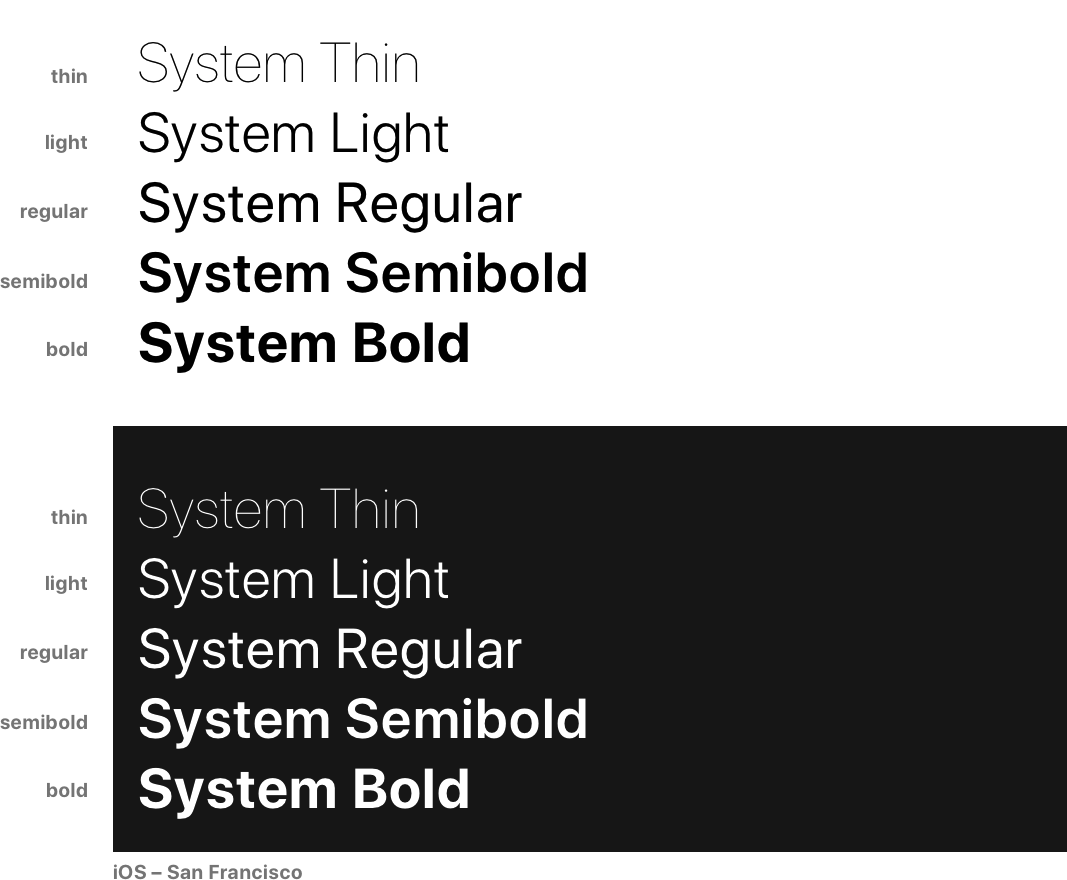 thin System Thin
light System Light
regular System Regular
semibold System Semibold
bold System Bold
thin System Thin
light System Light
regular System Regular
semibold System Semibold
bold System Bold
iOS – San Francisco